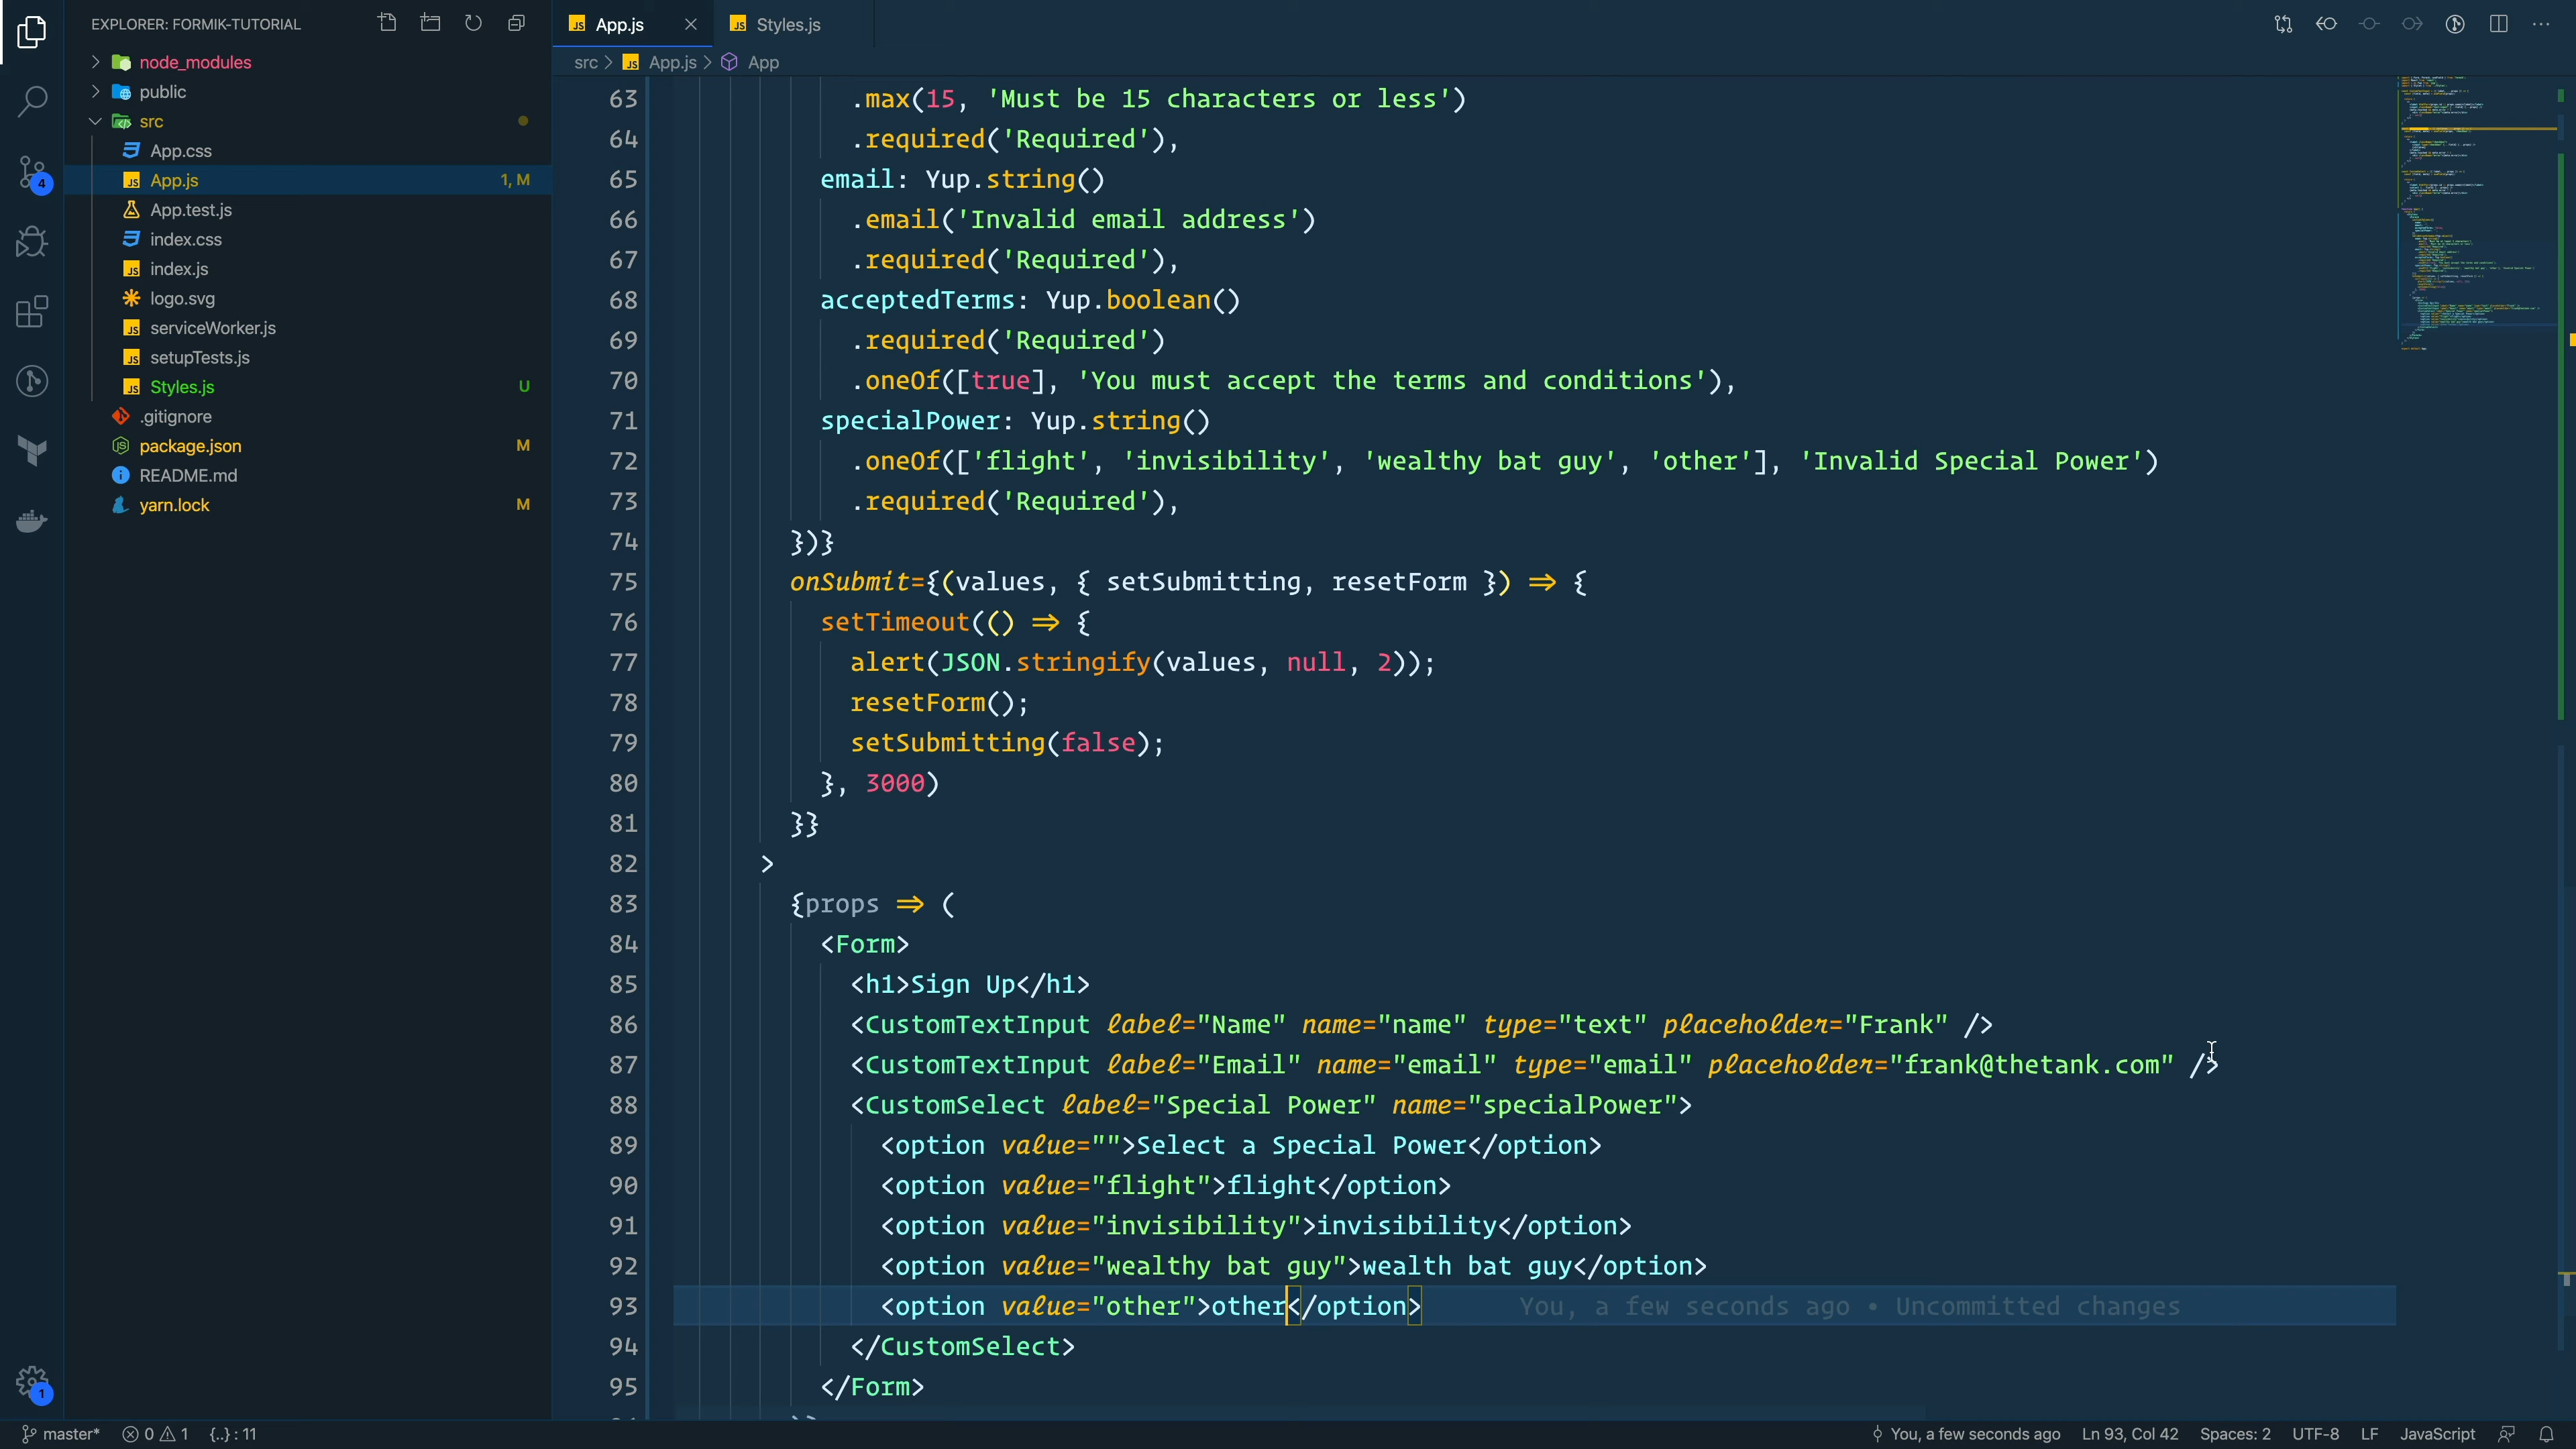 EXPLORER: FORMIK-TUTORIAL
node_modules
public
src
App.css
App.js 1, M
App.test.js
index.css
index.js
logo.svg
serviceWorker.js
setupTests.js
Styles.js U
.gitignore
package.json M
README.md
yarn.lock M
4
1
App.js
Styles.js
src > App.js > App
63 .max(15, 'Must be 15 characters or less')
64 .required('Required'),
65 email: Yup.string()
66 .email('Invalid email address')
67 .required('Required'),
68 acceptedTerms: Yup.boolean()
69 .required('Required')
70 .oneOf([true], 'You must accept the terms and conditions'),
71 specialPower: Yup.string()
72 .oneOf(['flight', 'invisibility', 'wealthy bat guy', 'other'], 'Invalid Special Power')
73 .required('Required'),
74 })}
75 onSubmit={(values, { setSubmitting, resetForm }) => {
76 setTimeout(() => {
77 alert(JSON.stringify(values, null, 2));
78 resetForm();
79 setSubmitting(false);
80 }, 3000)
81 }}
82 >
83 {props => (
84 <Form>
85 <h1>Sign Up</h1>
86 <CustomTextInput label="Name" name="name" type="text" placeholder="Frank" />
87 <CustomTextInput label="Email" name="email" type="email" placeholder="frank@thetank.com" />
88 <CustomSelect label="Special Power" name="specialPower">
89 <option value="">Select a Special Power</option>
90 <option value="flight">flight</option>
91 <option value="invisibility">invisibility</option>
92 <option value="wealthy bat guy">wealth bat guy</option>
93 <option value="other">other</option> You, a few seconds ago • Uncommitted changes
94 </CustomSelect>
95 </Form>
master* 0 1 {..} : 11 You, a few seconds ago Ln 93, Col 42 Spaces: 2 UTF-8 LF JavaScript